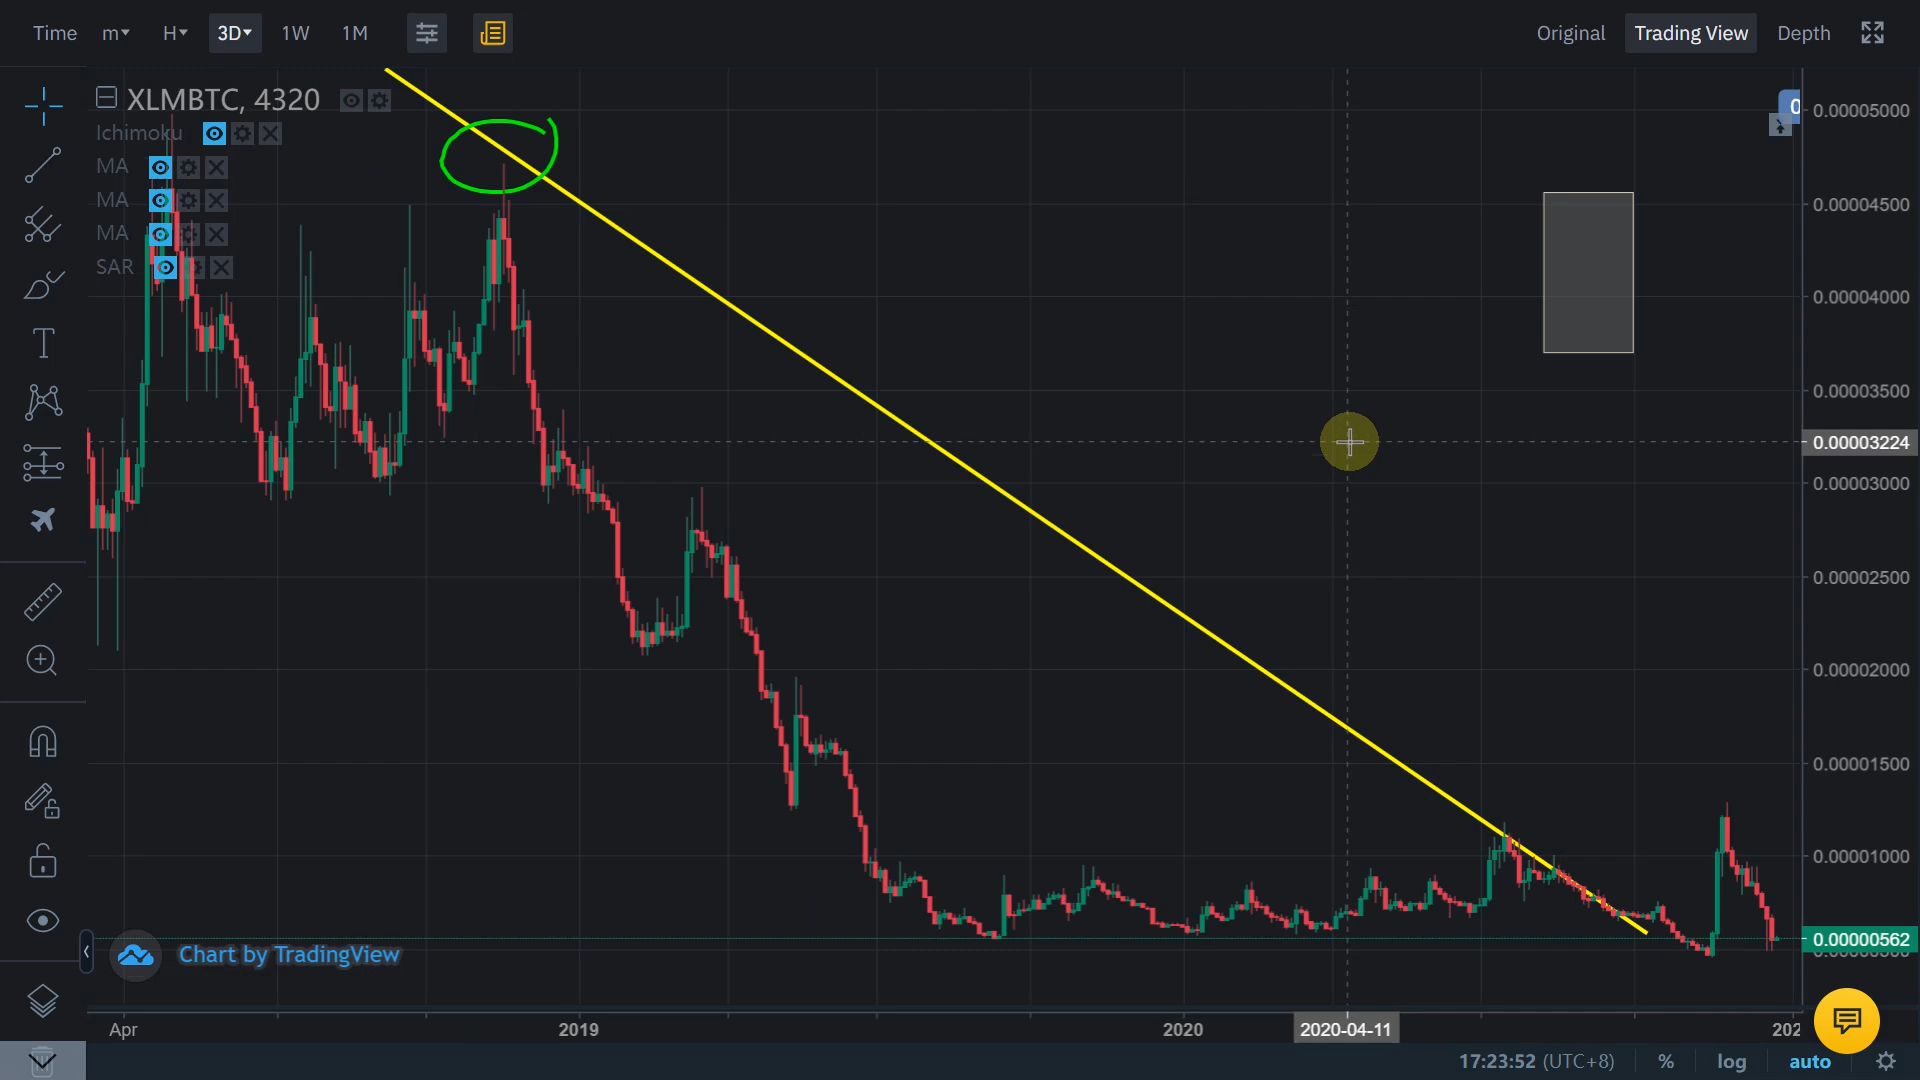 Time m▾ H▾ 3D▾ 1W 1M Original Trading View Depth
XLMBTC, 4320
Ichimoku
MA
MA
MA
SAR
0.00005000
0.00004500
0.00004000
0.00003500
0.00003224
0.00003000
0.00002500
0.00002000
0.00001500
0.00001000
0.00000562
Chart by TradingView
Apr 2019 2020 2020-04-11
17:23:52 (UTC+8) % log auto